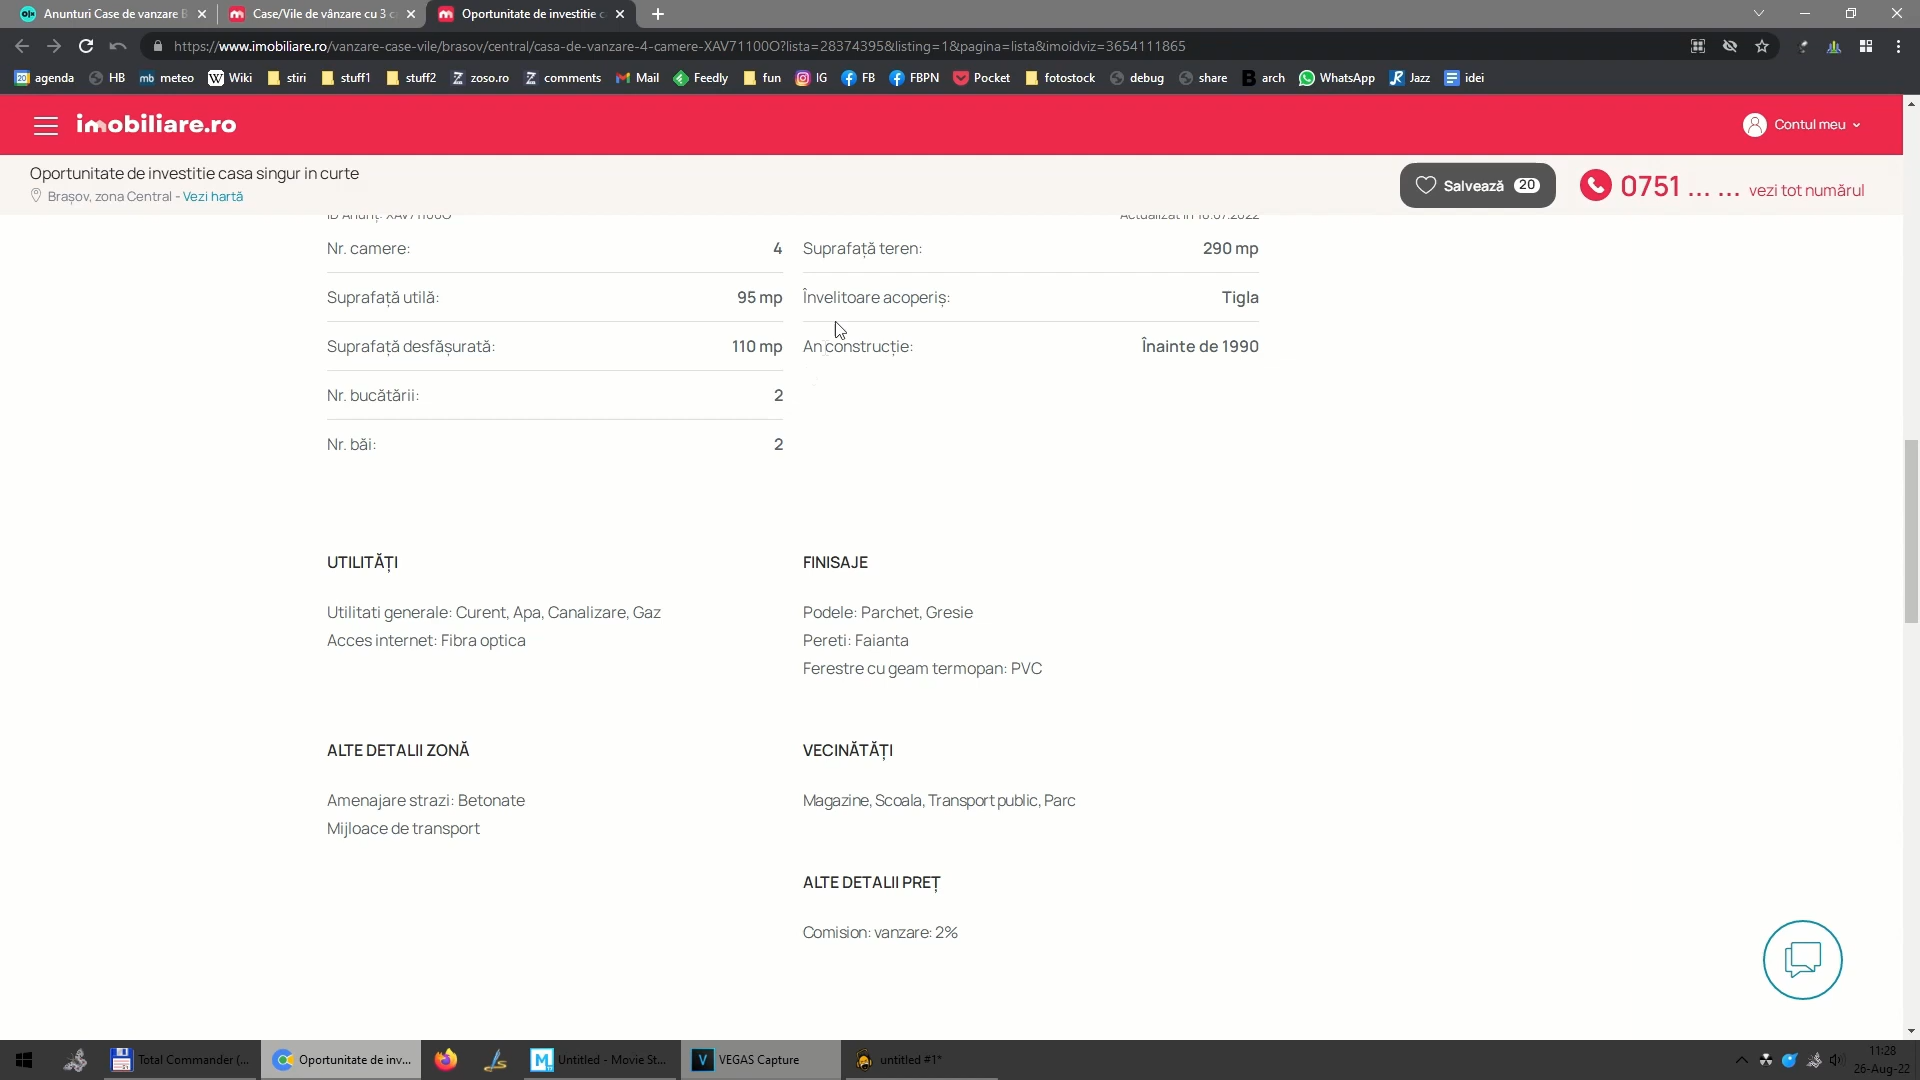 Anunturi Case de vanzare B
Case/Vile de vânzare cu 3 c
Oportunitate de investitie c
https://www.imobiliare.ro/vanzare-case-vile/brasov/central/casa-de-vanzare-4-camere-XAV71100O?lista=28374395&listing=1&pagina=lista&imoidviz=3654111865
agenda HB meteo Wiki stiri stuff1 stuff2 zoso.ro comments Mail Feedly fun IG FB FBPN Pocket fotostock debug share arch WhatsApp Jazz idei
imobiliare.ro
Contul meu
Oportunitate de investitie casa singur in curte
Brașov, zona Central - Vezi hartă
Salvează 20
0751 ... ... vezi tot numărul
ID Anunț: XAV71100O
Actualizat în 18.07.2022
Nr. camere: 4
Suprafață teren: 290 mp
Suprafață utilă: 95 mp
Învelitoare acoperiș: Tigla
Suprafață desfășurată: 110 mp
An construcție: Înainte de 1990
Nr. bucătării: 2
Nr. băi: 2
UTILITĂȚI
Utilitati generale: Curent, Apa, Canalizare, Gaz
Acces internet: Fibra optica
FINISAJE
Podele: Parchet, Gresie
Pereti: Faianta
Ferestre cu geam termopan: PVC
ALTE DETALII ZONĂ
Amenajare strazi: Betonate
Mijloace de transport
VECINĂTĂȚI
Magazine, Scoala, Transport public, Parc
ALTE DETALII PREȚ
Comision: vanzare: 2%
Total Commander (...
Oportunitate de inv...
Untitled - Movie St...
VEGAS Capture
untitled #1*
11:28
26-Aug-22